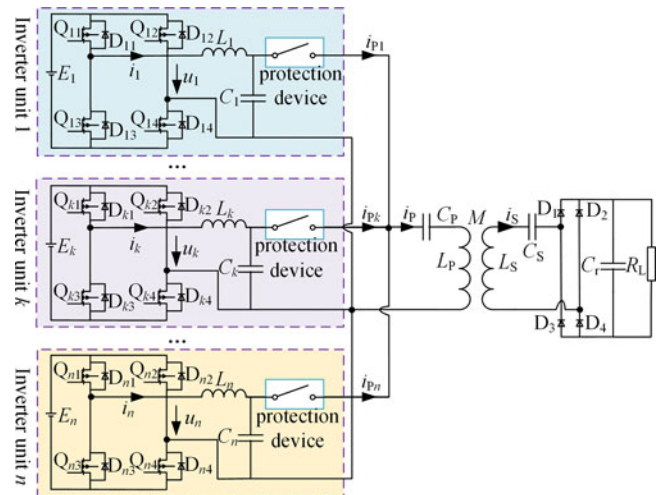 Inverter unit 1
Q11 D11 Q12 D12 L1
E1 i1 u1 C1
protection
device
iP1
Q13 D13 Q14 D14
...
Inverter unit k
Qk1 Dk1 Qk2 Dk2 Lk
Ek ik uk Ck
protection
device
iPk
Qk3 Dk3 Qk4 Dk4
iP CP M iS D1 D2
LP LS CS Cr RL
D3 D4
...
Inverter unit n
Qn1 Dn1 Qn2 Dn2 Ln
En in un Cn
protection
device
iPn
Qn3 Dn3 Qn4 Dn4